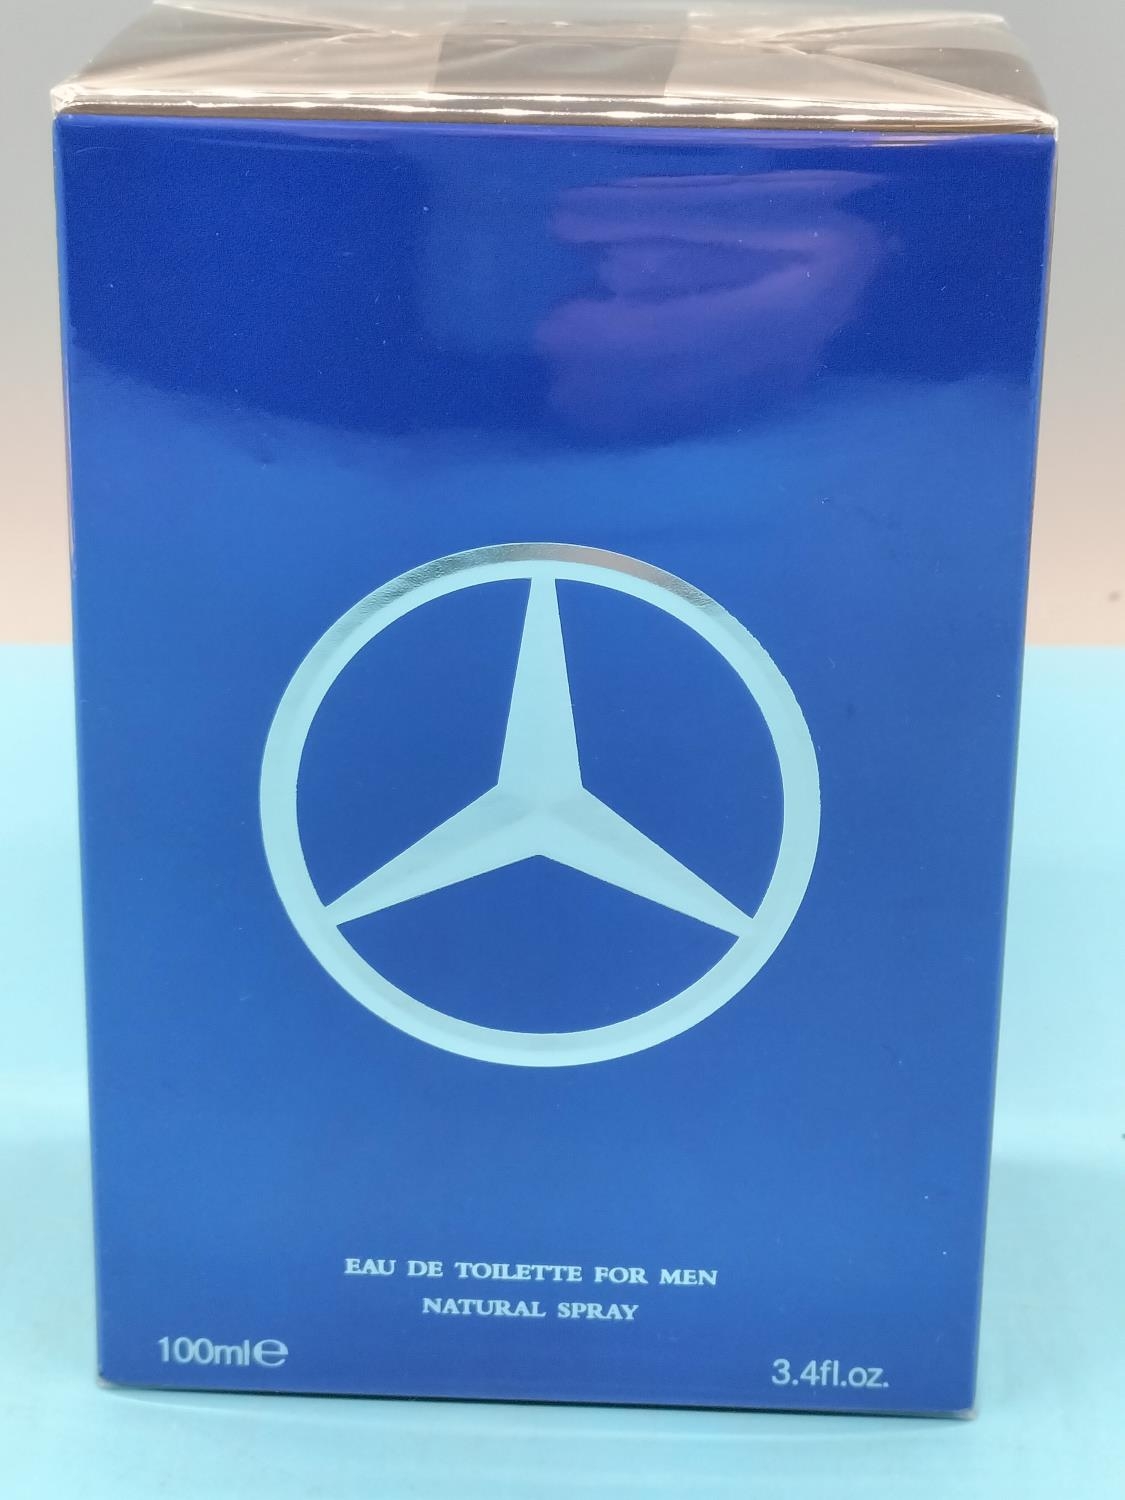 EAU DE TOILETTE FOR MEN
NATURAL SPRAY
100ml℮
3.4fl.oz.